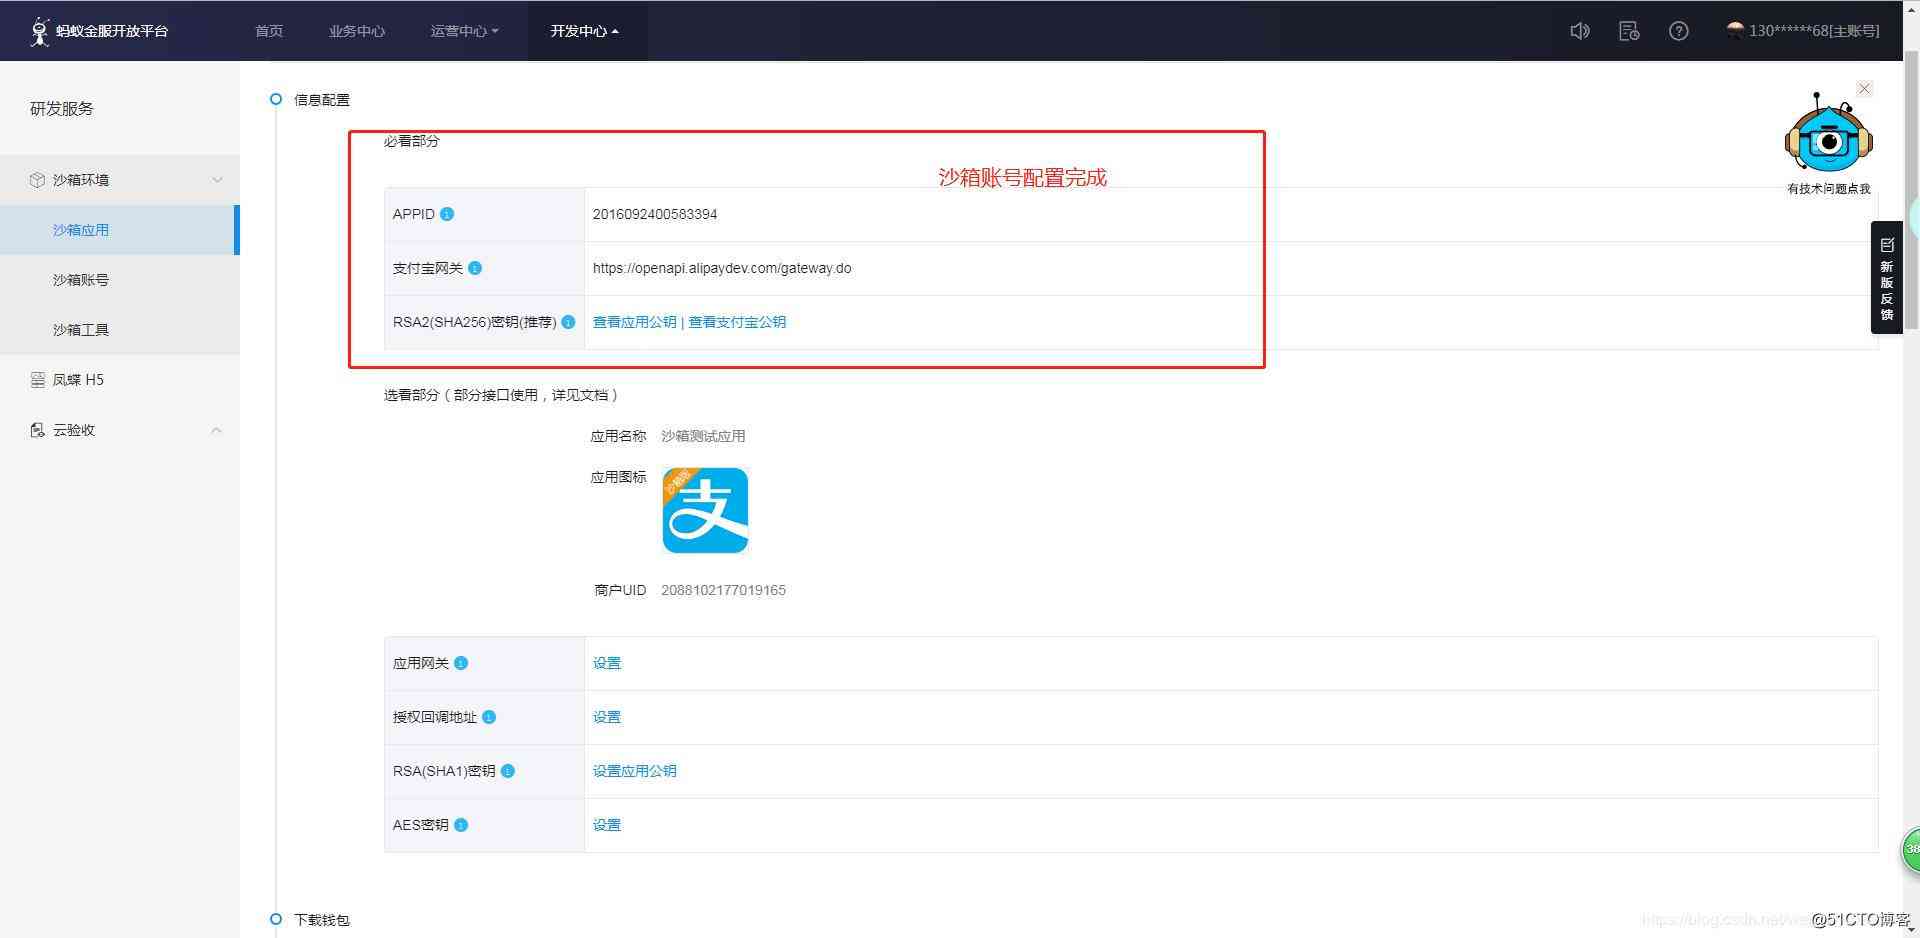 蚂蚁金服开放平台 首页 业务中心 运营中心 开发中心 130******68[主账号]
研发服务
沙箱环境
沙箱应用
沙箱账号
沙箱工具
凤蝶 H5
云验收
信息配置
必看部分
沙箱账号配置完成
APPID 2016092400583394
支付宝网关 https://openapi.alipaydev.com/gateway.do
RSA2(SHA256)密钥(推荐) 查看应用公钥 | 查看支付宝公钥
选看部分（部分接口使用，详见文档）
应用名称 沙箱测试应用
应用图标
沙箱版
支
商户UID 2088102177019165
应用网关 设置
授权回调地址 设置
RSA(SHA1)密钥 设置应用公钥
AES密钥 设置
下载钱包
有技术问题点我
新版反馈
38
https://blog.csdn.net/we
@51CTO博客